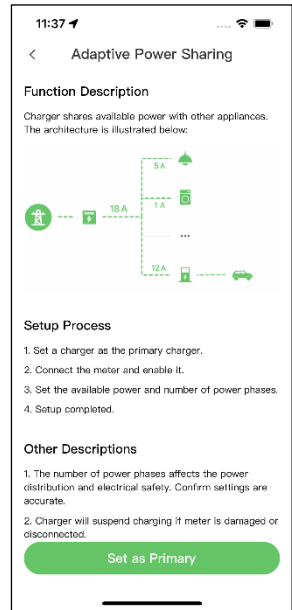 11:37
Adaptive Power Sharing
Function Description
Charger shares available power with other appliances.
The architecture is illustrated below:
5 A
18 A
1 A
...
12 A
Setup Process
1. Set a charger as the primary charger.
2. Connect the meter and enable it.
3. Set the available power and number of power phases.
4. Setup completed.
Other Descriptions
1. The number of power phases affects the power
distribution and electrical safety. Confirm settings are
accurate.
2. Charger will suspend charging if meter is damaged or
disconnected.
Set as Primary